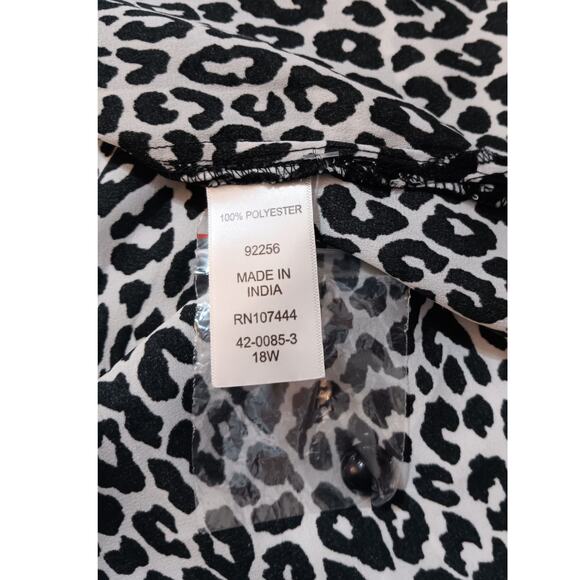 100% POLYESTER
92256
MADE IN
INDIA
RN107444
42-0085-3
18W